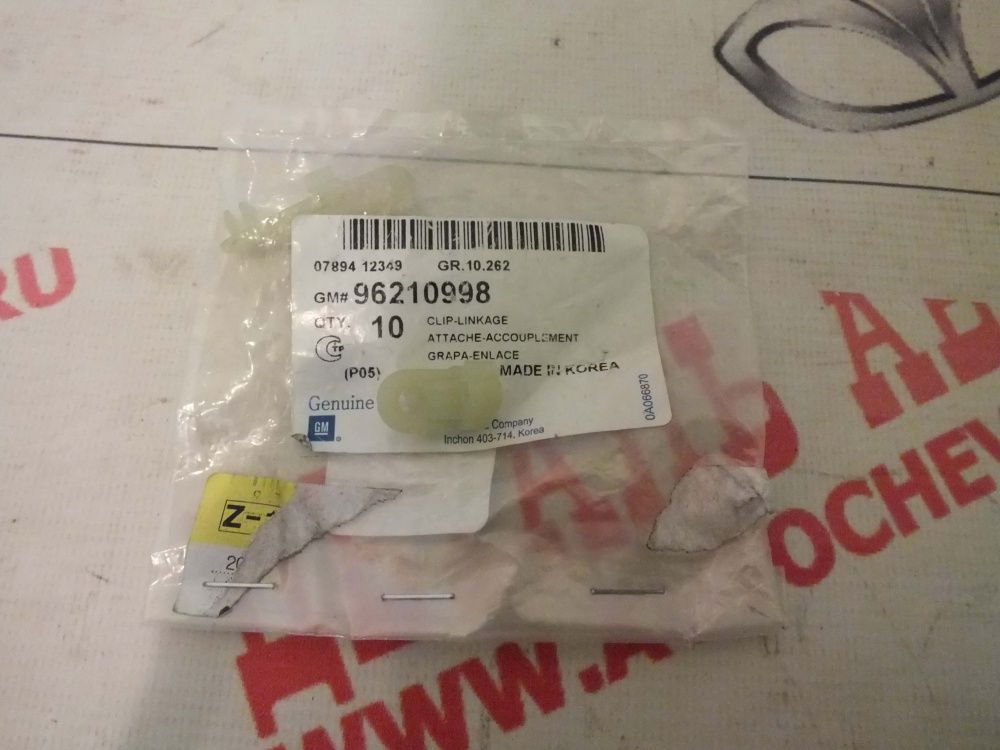 07894 12349 GR.10.262
GM# 96210998
QTY. 10 CLIP-LINKAGE
ATTACHE-ACCOUPLEMENT
GRAPA-ENLACE
(P05) MADE IN KOREA
Genuine
GM
Company
Inchon 403-714, Korea
0A066870
Z-
20
RU
WWW.A
OCHEV